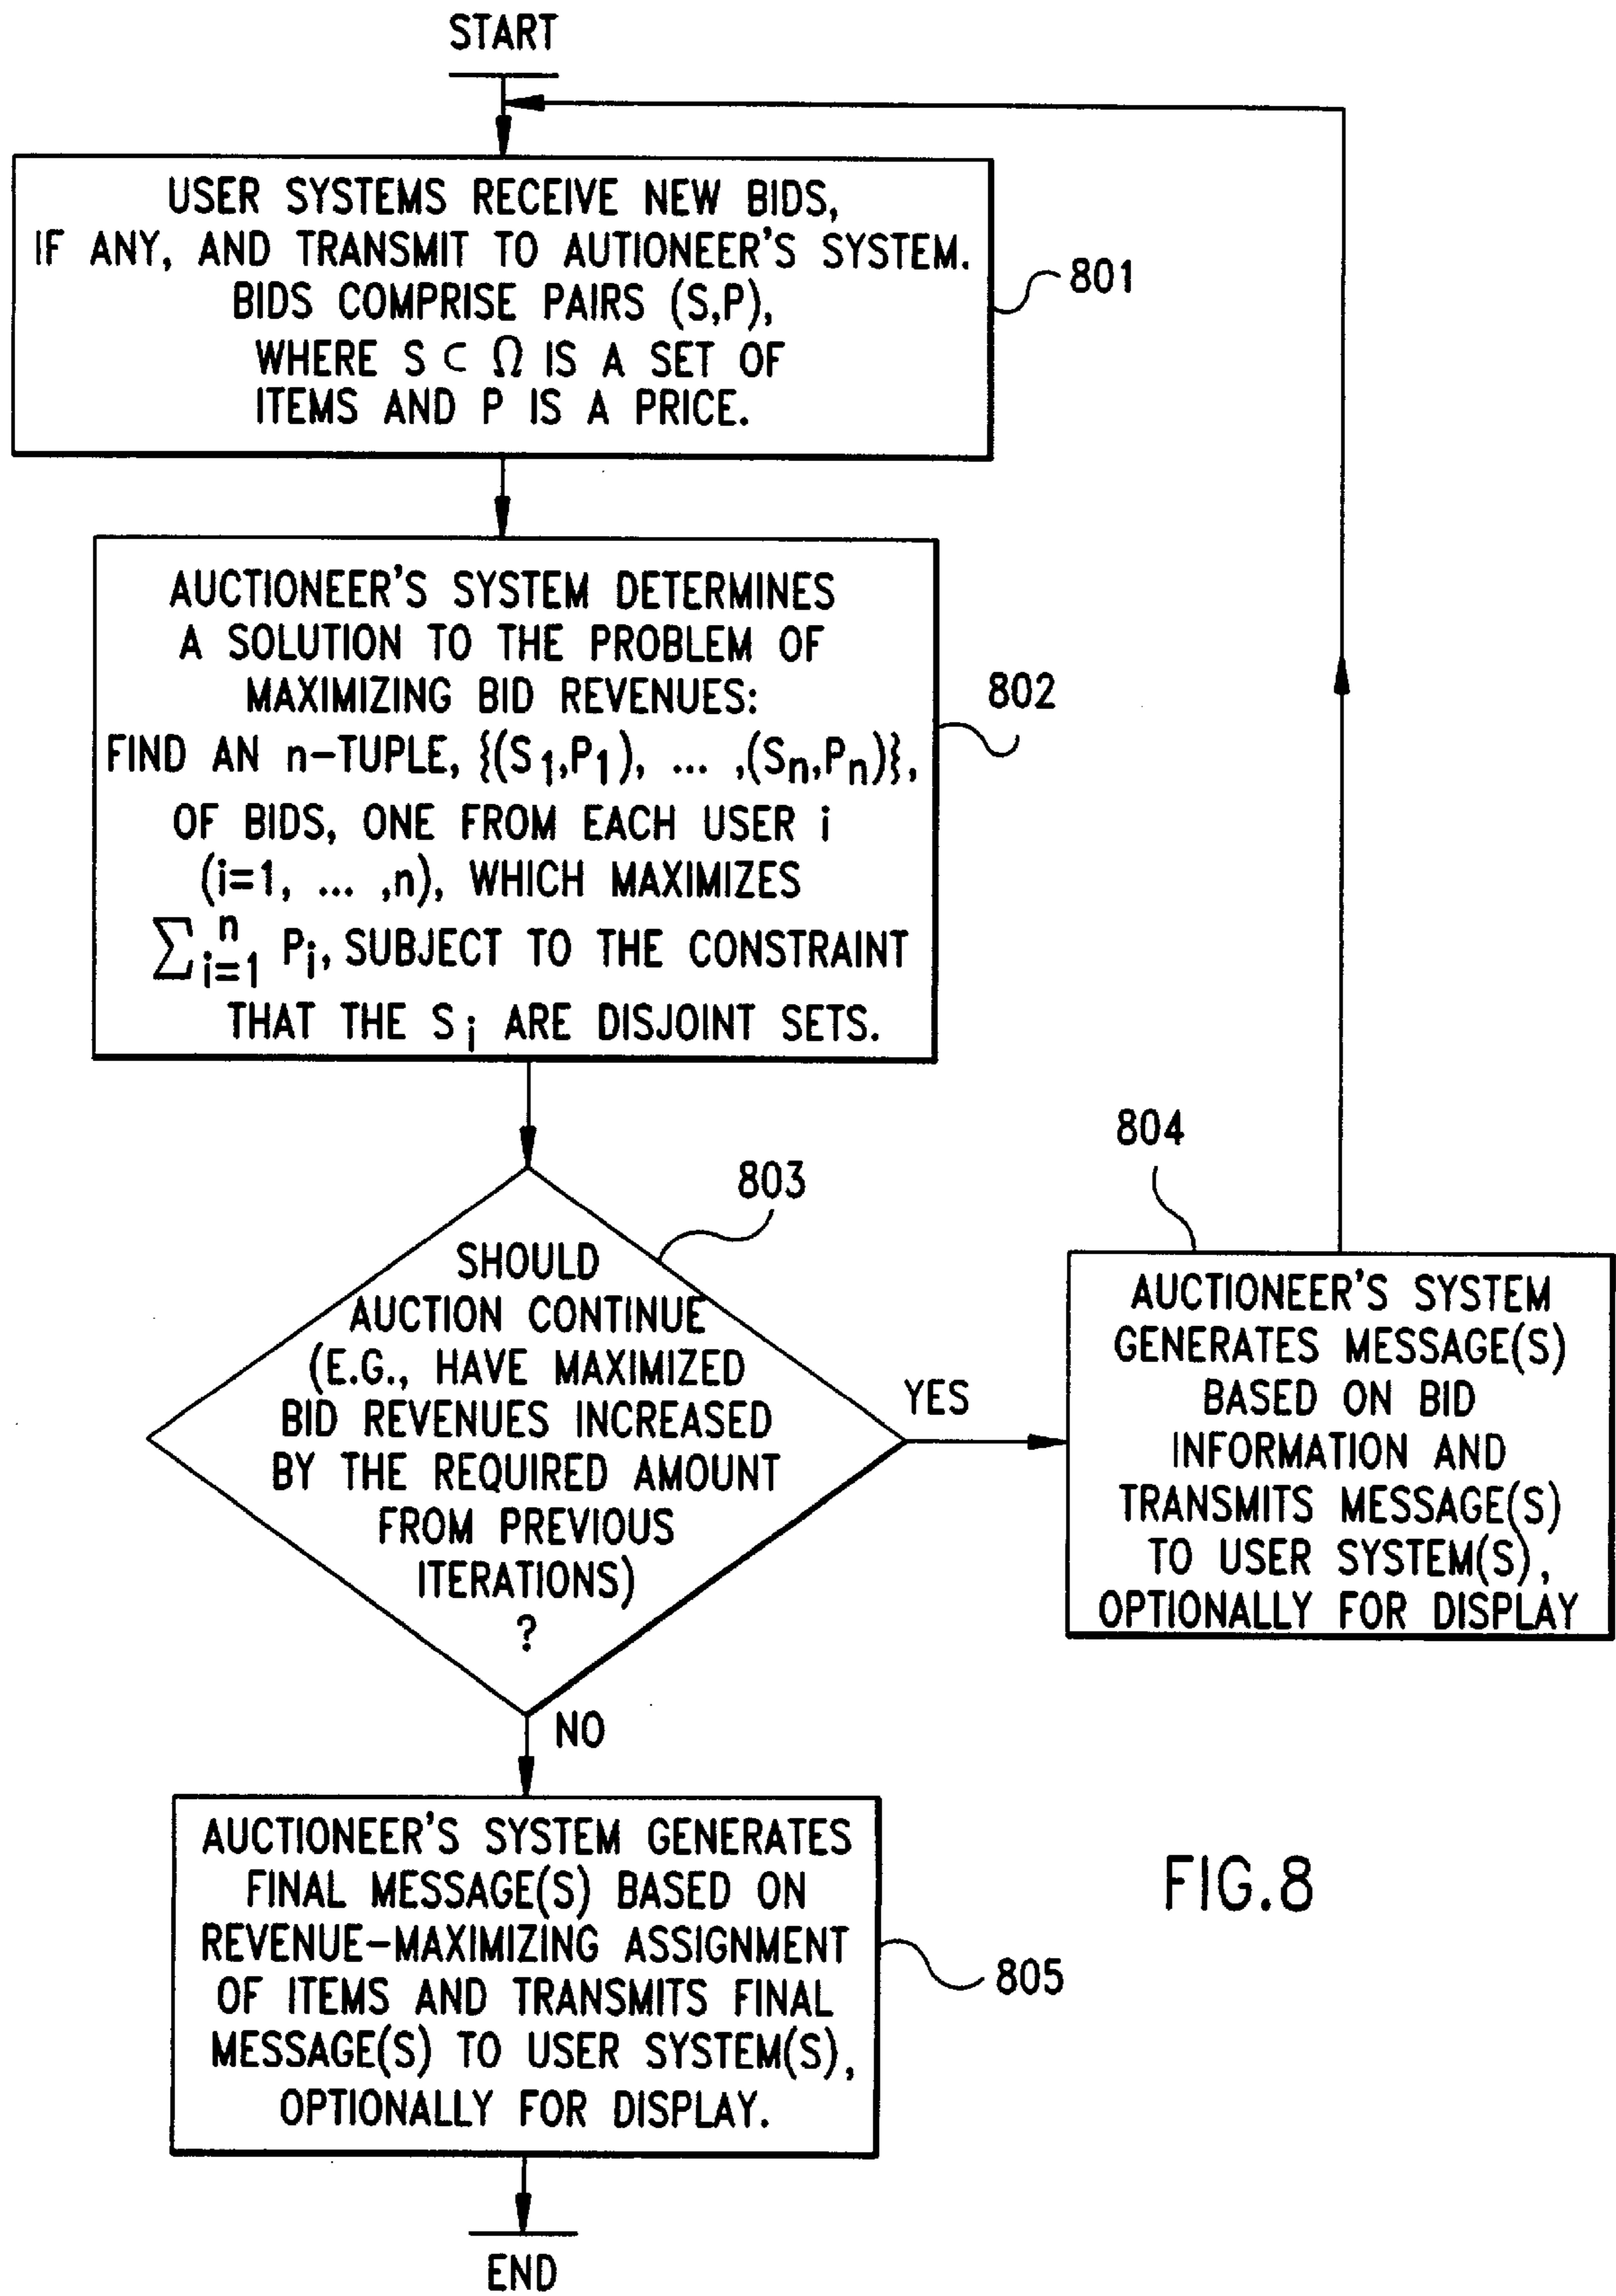 START
USER SYSTEMS RECEIVE NEW BIDS,
IF ANY, AND TRANSMIT TO AUTIONEER'S SYSTEM.
BIDS COMPRISE PAIRS (S,P),
WHERE S ⊂ Ω IS A SET OF
ITEMS AND P IS A PRICE.
801
AUCTIONEER'S SYSTEM DETERMINES
A SOLUTION TO THE PROBLEM OF
MAXIMIZING BID REVENUES:
FIND AN n-TUPLE, {(S₁,P₁), ... ,(Sₙ,Pₙ)},
OF BIDS, ONE FROM EACH USER i
(i=1, ... ,n), WHICH MAXIMIZES
∑ᵢ₌₁ⁿ Pᵢ, SUBJECT TO THE CONSTRAINT
THAT THE Sᵢ ARE DISJOINT SETS.
802
803
SHOULD
AUCTION CONTINUE
(E.G., HAVE MAXIMIZED
BID REVENUES INCREASED
BY THE REQUIRED AMOUNT
FROM PREVIOUS
ITERATIONS)
?
YES
NO
804
AUCTIONEER'S SYSTEM
GENERATES MESSAGE(S)
BASED ON BID
INFORMATION AND
TRANSMITS MESSAGE(S)
TO USER SYSTEM(S),
OPTIONALLY FOR DISPLAY
AUCTIONEER'S SYSTEM GENERATES
FINAL MESSAGE(S) BASED ON
REVENUE-MAXIMIZING ASSIGNMENT
OF ITEMS AND TRANSMITS FINAL
MESSAGE(S) TO USER SYSTEM(S),
OPTIONALLY FOR DISPLAY.
805
END
FIG.8